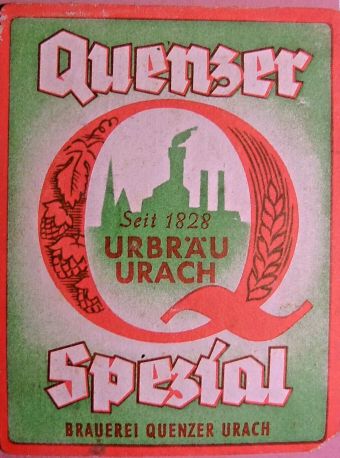 Quenzer
Q
Seit 1828
URBRÄU
URACH
Spezial
BRAUEREI QUENZER URACH